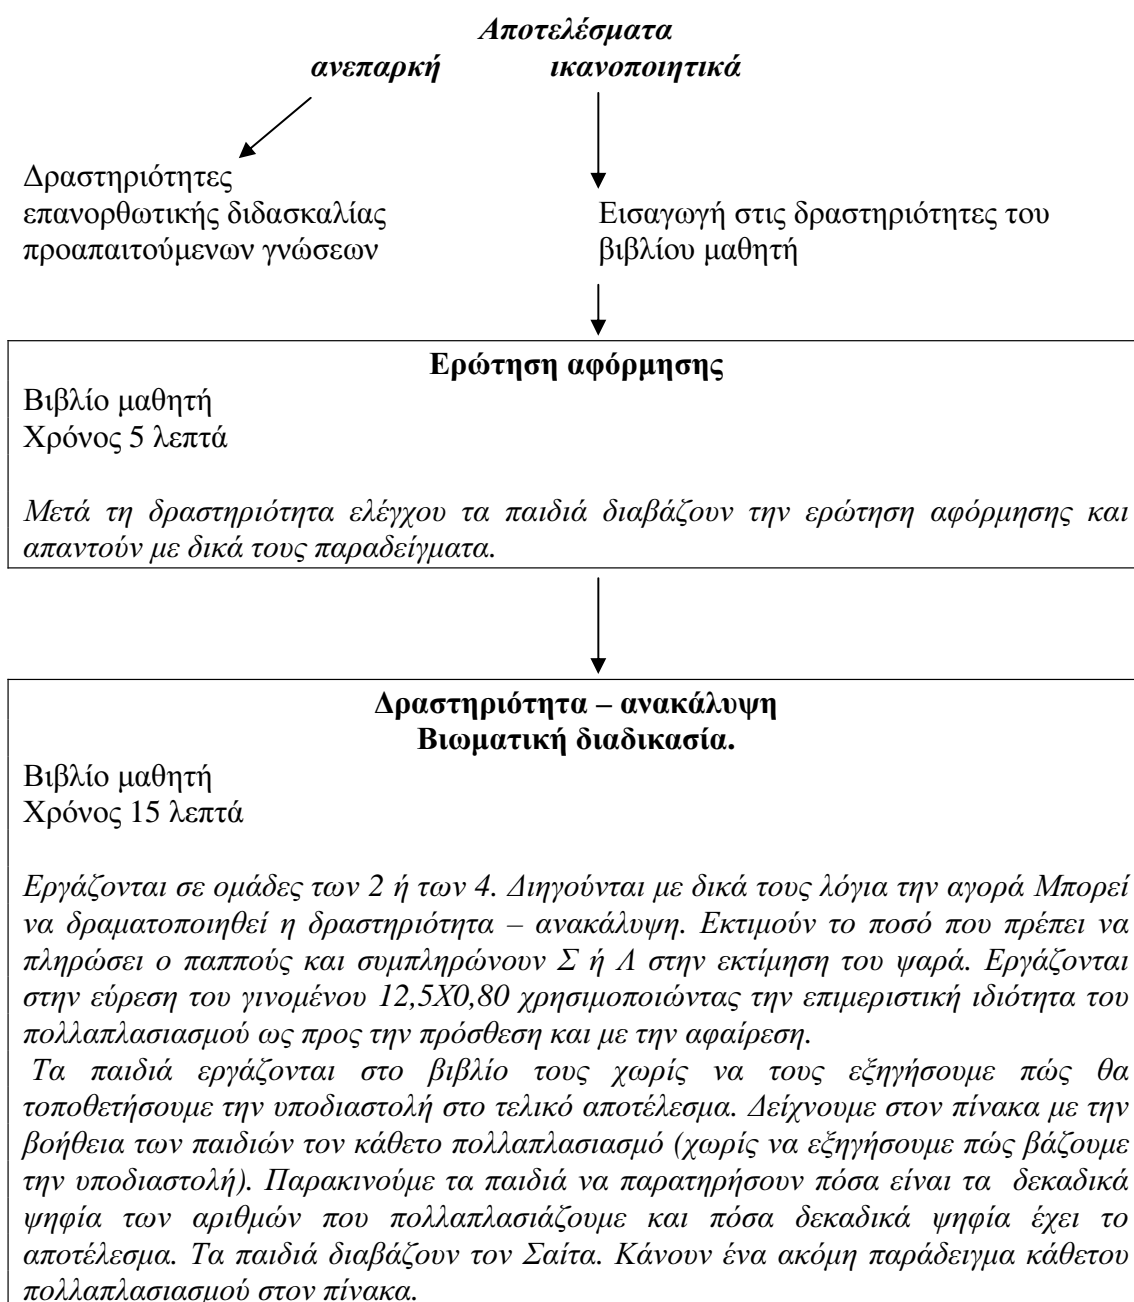 Αποτελέσματα
ανεπαρκή ικανοποιητικά
Δραστηριότητες
επανορθωτικής διδασκαλίας
προαπαιτούμενων γνώσεων
Εισαγωγή στις δραστηριότητες του
βιβλίου μαθητή
Ερώτηση αφόρμησης
Βιβλίο μαθητή
Χρόνος 5 λεπτά
Μετά τη δραστηριότητα ελέγχου τα παιδιά διαβάζουν την ερώτηση αφόρμησης και
απαντούν με δικά τους παραδείγματα.
Δραστηριότητα – ανακάλυψη
Βιωματική διαδικασία.
Βιβλίο μαθητή
Χρόνος 15 λεπτά
Εργάζονται σε ομάδες των 2 ή των 4. Διηγούνται με δικά τους λόγια την αγορά Μπορεί
να δραματοποιηθεί η δραστηριότητα – ανακάλυψη. Εκτιμούν το ποσό που πρέπει να
πληρώσει ο παππούς και συμπληρώνουν Σ ή Λ στην εκτίμηση του ψαρά. Εργάζονται
στην εύρεση του γινομένου 12,5Χ0,80 χρησιμοποιώντας την επιμεριστική ιδιότητα του
πολλαπλασιασμού ως προς την πρόσθεση και με την αφαίρεση.
Τα παιδιά εργάζονται στο βιβλίο τους χωρίς να τους εξηγήσουμε πώς θα
τοποθετήσουμε την υποδιαστολή στο τελικό αποτέλεσμα. Δείχνουμε στον πίνακα με την
βοήθεια των παιδιών τον κάθετο πολλαπλασιασμό (χωρίς να εξηγήσουμε πώς βάζουμε
την υποδιαστολή). Παρακινούμε τα παιδιά να παρατηρήσουν πόσα είναι τα δεκαδικά
ψηφία των αριθμών που πολλαπλασιάζουμε και πόσα δεκαδικά ψηφία έχει το
αποτέλεσμα. Τα παιδιά διαβάζουν τον Σαίτα. Κάνουν ένα ακόμη παράδειγμα κάθετου
πολλαπλασιασμού στον πίνακα.